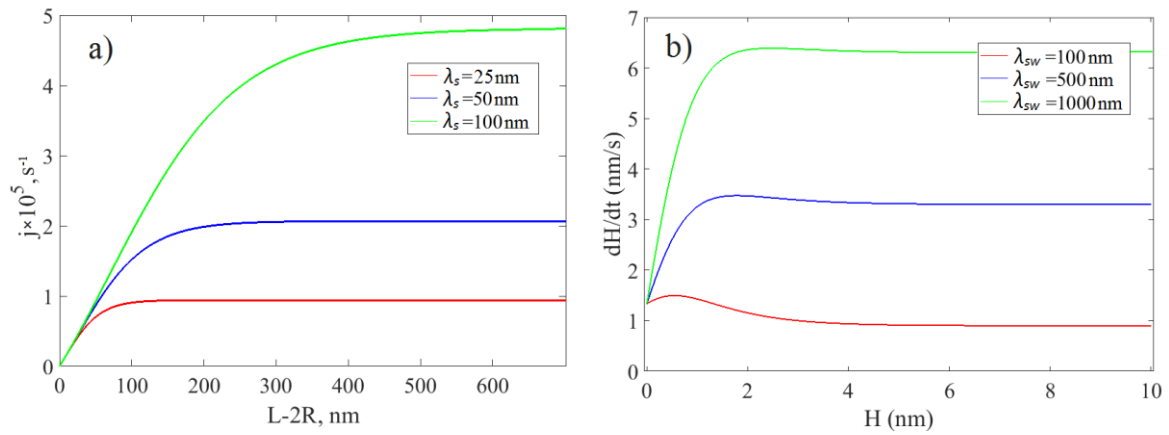 a)
j×10⁵, s⁻¹
5
4
3
2
1
0
λs=25nm
λs=50nm
λs=100nm
0 100 200 300 400 500 600
L-2R, nm
b)
dH/dt (nm/s)
7
6
5
4
3
2
1
0
λsw=100nm
λsw=500nm
λsw=1000nm
0 2 4 6 8 10
H (nm)